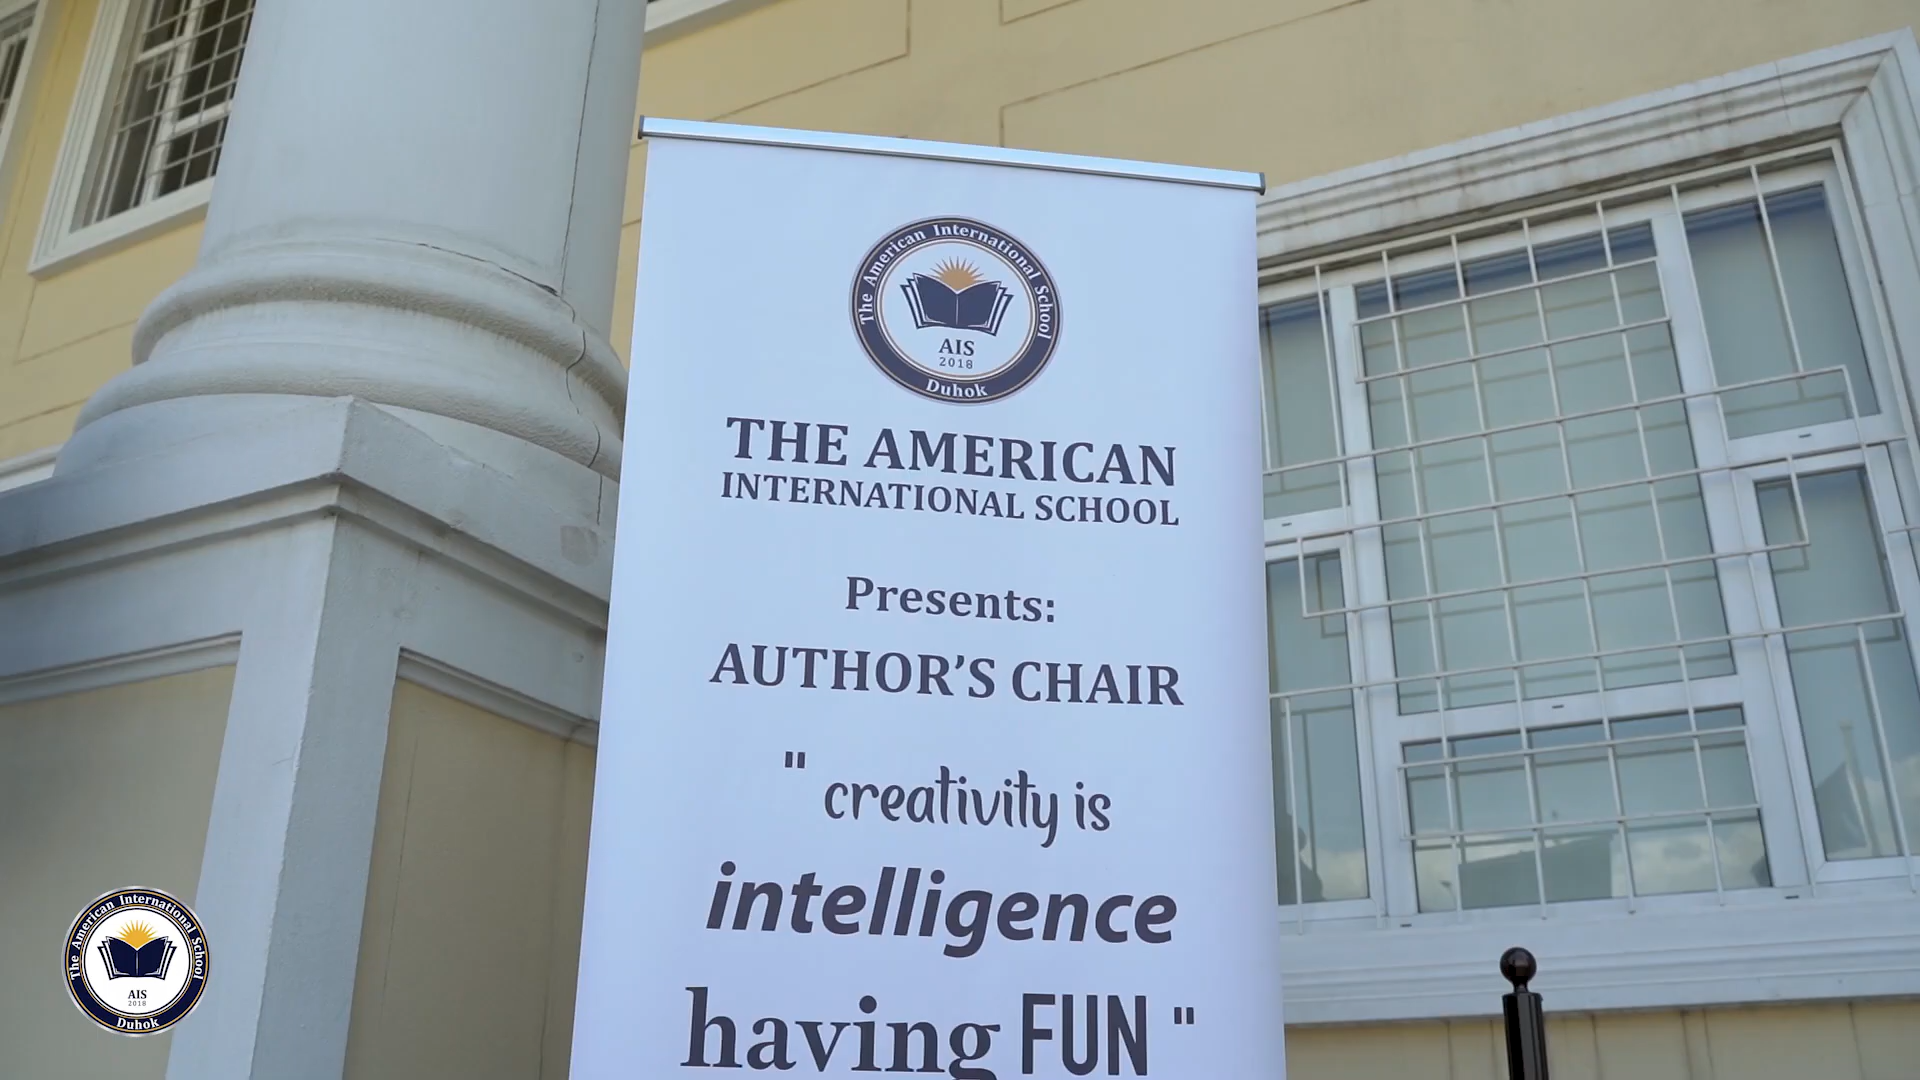 The American International School
AIS
2018
Duhok
THE AMERICAN
INTERNATIONAL SCHOOL
Presents:
AUTHOR'S CHAIR
" creativity is
intelligence
having FUN "
The American International School
AIS
2018
Duhok